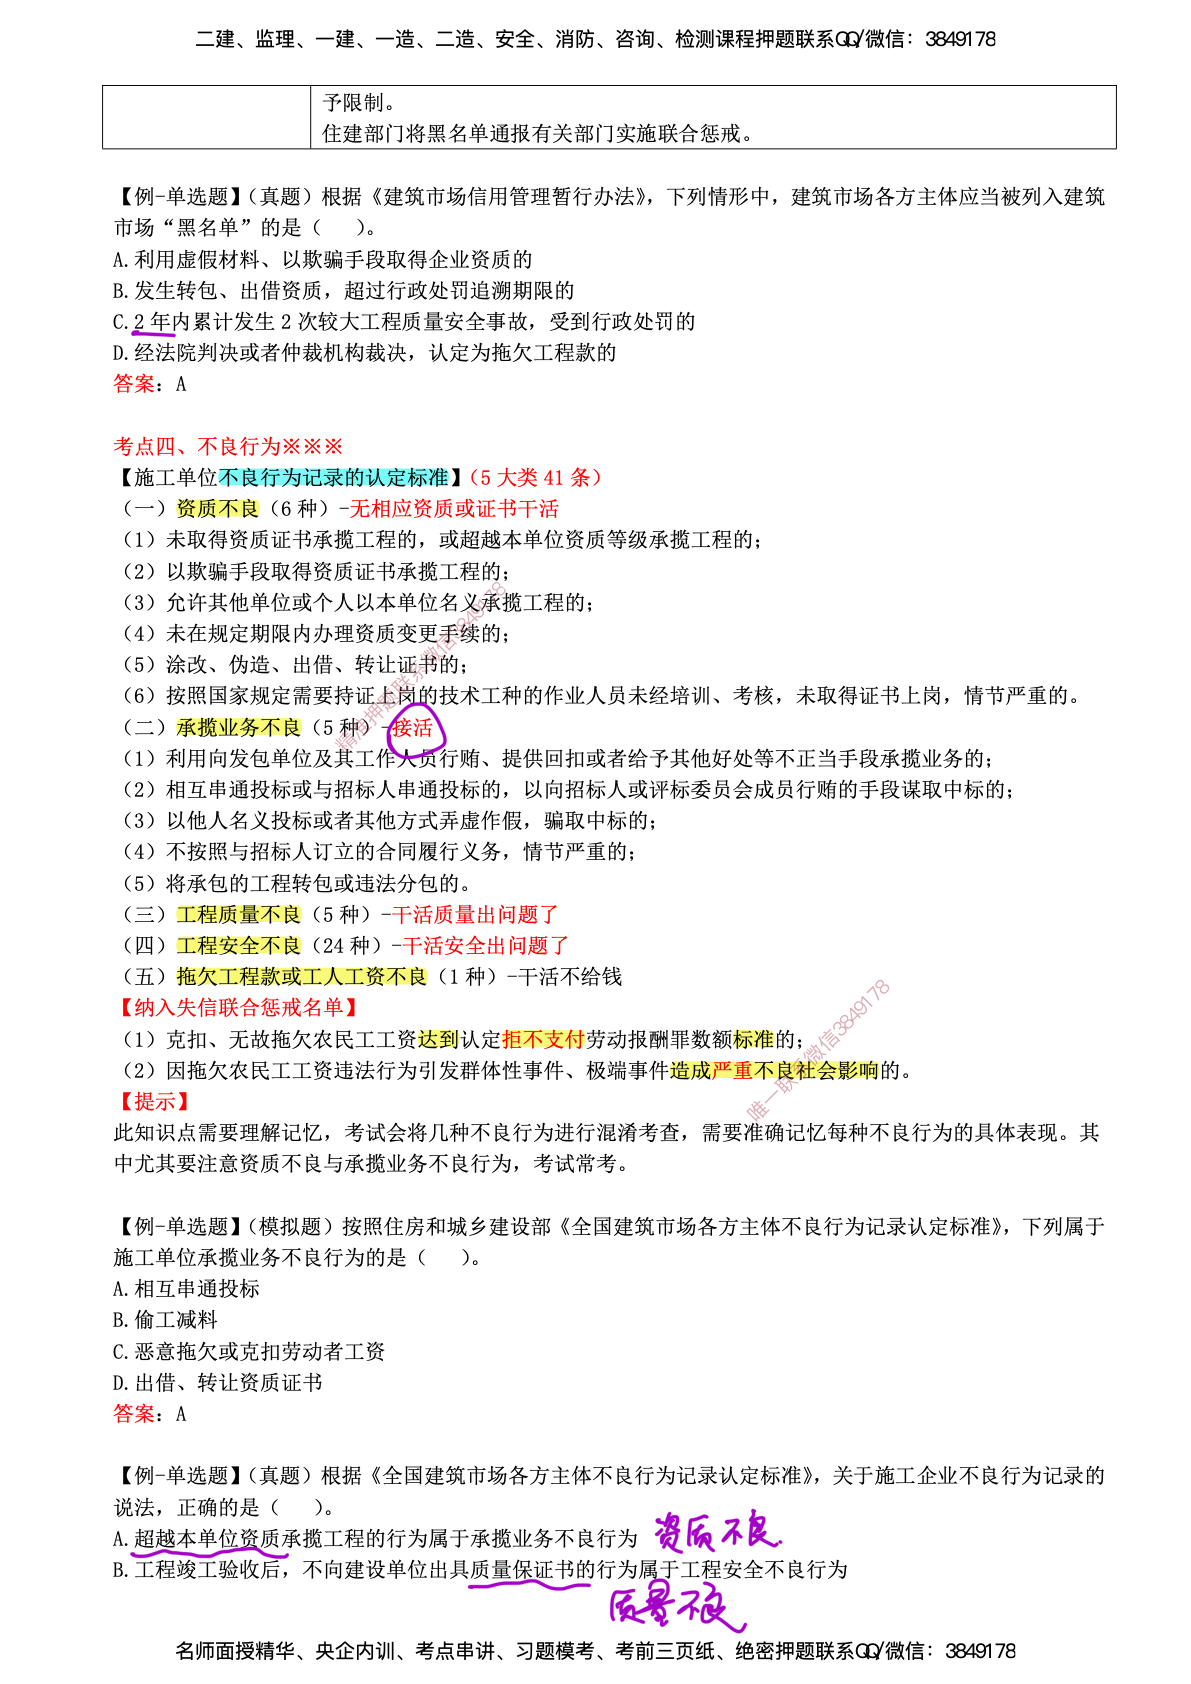 二建、监理、一建、一造、二造、安全、消防、咨询、检测课程押题联系QQ/微信：3849178
予限制。
住建部门将黑名单通报有关部门实施联合惩戒。
【例-单选题】（真题）根据《建筑市场信用管理暂行办法》，下列情形中，建筑市场各方主体应当被列入建筑
市场“黑名单”的是（　　）。
A.利用虚假材料、以欺骗手段取得企业资质的
B.发生转包、出借资质，超过行政处罚追溯期限的
C.2 年内累计发生 2 次较大工程质量安全事故，受到行政处罚的
D.经法院判决或者仲裁机构裁决，认定为拖欠工程款的
答案：A
考点四、不良行为※※※
【施工单位不良行为记录的认定标准】（5 大类 41 条）
（一）资质不良（6 种）-无相应资质或证书干活
（1）未取得资质证书承揽工程的，或超越本单位资质等级承揽工程的；
（2）以欺骗手段取得资质证书承揽工程的；
（3）允许其他单位或个人以本单位名义承揽工程的；
（4）未在规定期限内办理资质变更手续的；
（5）涂改、伪造、出借、转让证书的；
（6）按照国家规定需要持证上岗的技术工种的作业人员未经培训、考核，未取得证书上岗，情节严重的。
精准押题联系微信3849178
（二）承揽业务不良（5 种）-接活
（1）利用向发包单位及其工作人员行贿、提供回扣或者给予其他好处等不正当手段承揽业务的；
（2）相互串通投标或与招标人串通投标的，以向招标人或评标委员会成员行贿的手段谋取中标的；
（3）以他人名义投标或者其他方式弄虚作假，骗取中标的；
（4）不按照与招标人订立的合同履行义务，情节严重的；
（5）将承包的工程转包或违法分包的。
（三）工程质量不良（5 种）-干活质量出问题了
（四）工程安全不良（24 种）-干活安全出问题了
（五）拖欠工程款或工人工资不良（1 种）-干活不给钱
【纳入失信联合惩戒名单】
（1）克扣、无故拖欠农民工工资达到认定拒不支付劳动报酬罪数额标准的；
（2）因拖欠农民工工资违法行为引发群体性事件、极端事件造成严重不良社会影响的。
唯一联系微信3849178
【提示】
此知识点需要理解记忆，考试会将几种不良行为进行混淆考查，需要准确记忆每种不良行为的具体表现。其
中尤其要注意资质不良与承揽业务不良行为，考试常考。
【例-单选题】（模拟题）按照住房和城乡建设部《全国建筑市场各方主体不良行为记录认定标准》，下列属于
施工单位承揽业务不良行为的是（　　）。
A.相互串通投标
B.偷工减料
C.恶意拖欠或克扣劳动者工资
D.出借、转让资质证书
答案：A
【例-单选题】（真题）根据《全国建筑市场各方主体不良行为记录认定标准》，关于施工企业不良行为记录的
说法，正确的是（　　）。
A.超越本单位资质承揽工程的行为属于承揽业务不良行为 资质不良.
B.工程竣工验收后，不向建设单位出具质量保证书的行为属于工程安全不良行为
质量不良
名师面授精华、央企内训、考点串讲、习题模考、考前三页纸、绝密押题联系QQ/微信：3849178